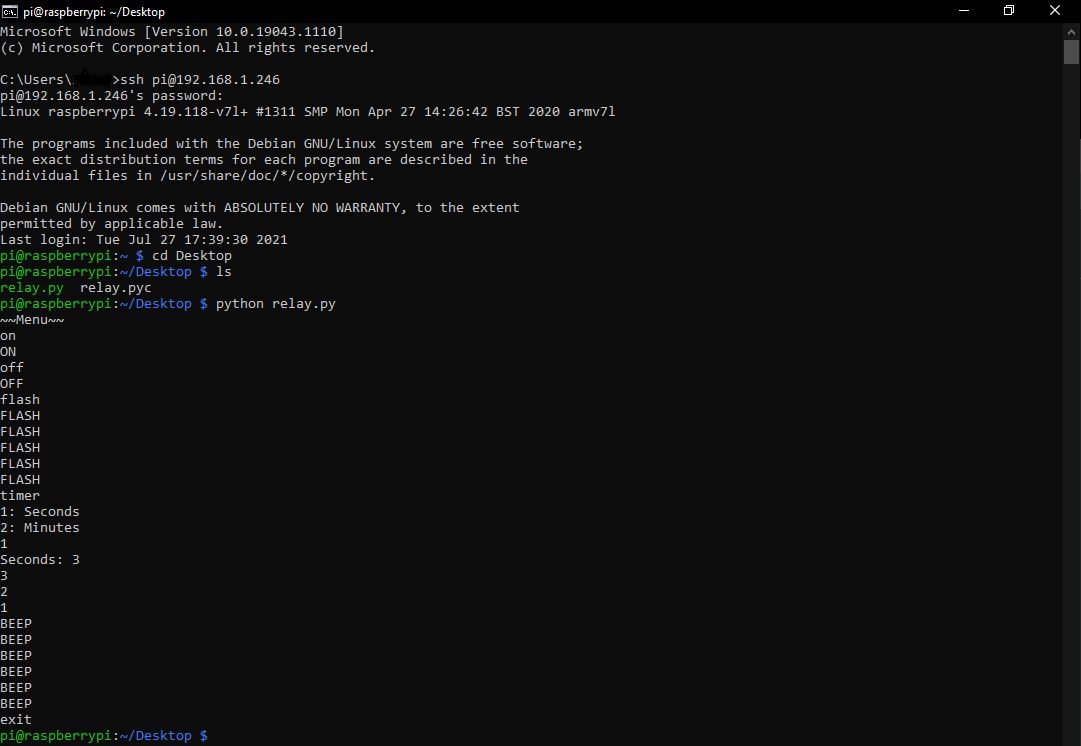 pi@raspberrypi: ~/Desktop
Microsoft Windows [Version 10.0.19043.1110]
(c) Microsoft Corporation. All rights reserved.
C:\Users\ >ssh pi@192.168.1.246
pi@192.168.1.246's password:
Linux raspberrypi 4.19.118-v7l+ #1311 SMP Mon Apr 27 14:26:42 BST 2020 armv7l
The programs included with the Debian GNU/Linux system are free software;
the exact distribution terms for each program are described in the
individual files in /usr/share/doc/*/copyright.
Debian GNU/Linux comes with ABSOLUTELY NO WARRANTY, to the extent
permitted by applicable law.
Last login: Tue Jul 27 17:39:30 2021
pi@raspberrypi:~ $ cd Desktop
pi@raspberrypi:~/Desktop $ ls
relay.py  relay.pyc
pi@raspberrypi:~/Desktop $ python relay.py
~~Menu~~
on
ON
off
OFF
flash
FLASH
FLASH
FLASH
FLASH
FLASH
timer
1: Seconds
2: Minutes
1
Seconds: 3
3
2
1
BEEP
BEEP
BEEP
BEEP
BEEP
BEEP
exit
pi@raspberrypi:~/Desktop $